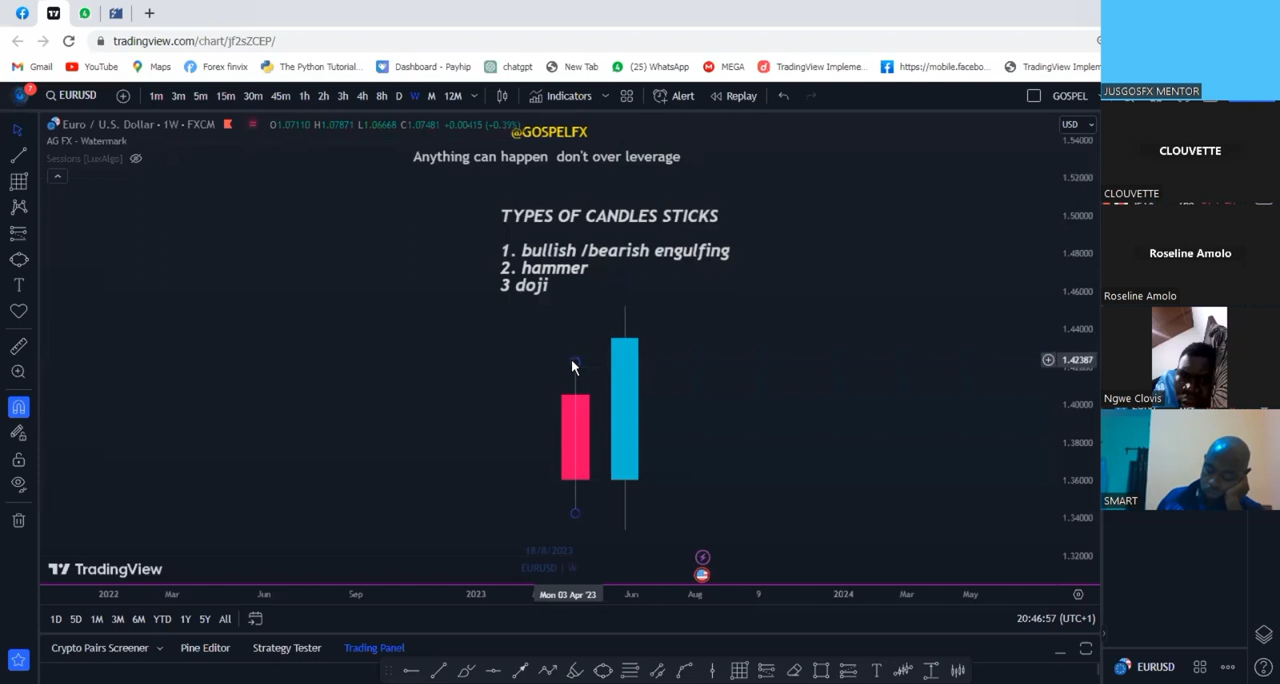 tradingview.com/chart/jf2sZCEP/
Gmail YouTube Maps Forex finvix The Python Tutorial... Dashboard - Payhip chatgpt New Tab (25) WhatsApp MEGA TradingView Impleme... https://mobile.facebo... TradingView Implem
JUSGOSFX MENTOR
7 EURUSD 1m 3m 5m 15m 30m 45m 1h 2h 3h 4h 8h D W M 12M Indicators Alert Replay GOSPEL
Euro / U.S. Dollar · 1W · FXCM O1.07110 H1.07871 L1.06668 C1.07481 +0.00415 (+0.39%)
USD
@GOSPELFX
AG FX - Watermark
Sessions [LuxAlgo]
Anything can happen don't over leverage
TYPES OF CANDLES STICKS
1. bullish /bearish engulfing
2. hammer
3 doji
1.54000
1.52000
1.50000
1.48000
1.46000
1.44000
1.42387
1.40000
1.38000
1.36000
1.34000
1.32000
CLOUVETTE
CLOUVETTE
Roseline Amolo
Roseline Amolo
Ngwe Clovis
SMART
18/8/2023
EURUSD
TradingView
2022 Mar Jun Sep 2023 Mon 03 Apr '23 Jun Aug 9 2024 Mar May
1D 5D 1M 3M 6M YTD 1Y 5Y All
20:46:57 (UTC+1)
Crypto Pairs Screener Pine Editor Strategy Tester Trading Panel
EURUSD